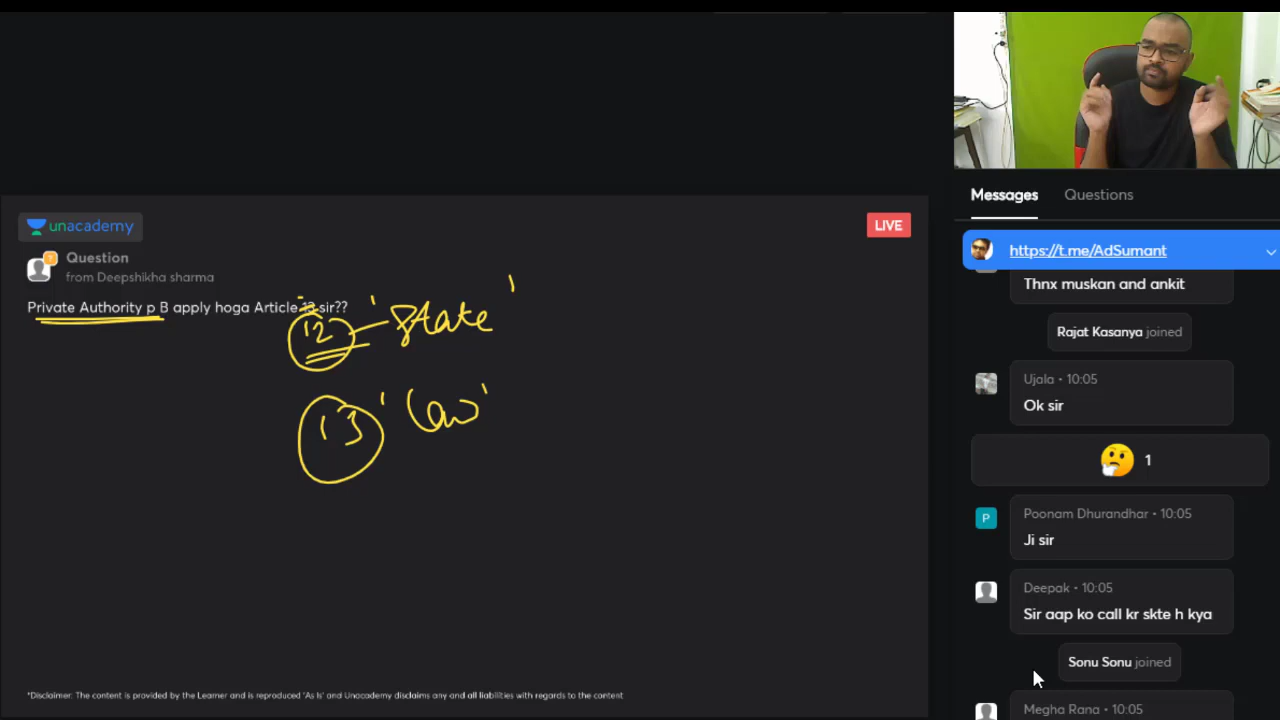 unacademy
LIVE
Question
from Deepshikha sharma
Private Authority p B apply hoga Article 13 sir??
12 - 'State'
13 'law'
*Disclaimer: The content is provided by the Learner and is reproduced 'As Is' and Unacademy disclaims any and all liabilities with regards to the content
Messages
Questions
https://t.me/AdSumant
Thnx muskan and ankit
Rajat Kasanya joined
Ujala • 10:05
Ok sir
1
P
Poonam Dhurandhar • 10:05
Ji sir
Deepak • 10:05
Sir aap ko call kr skte h kya
Sonu Sonu joined
Megha Rana • 10:05